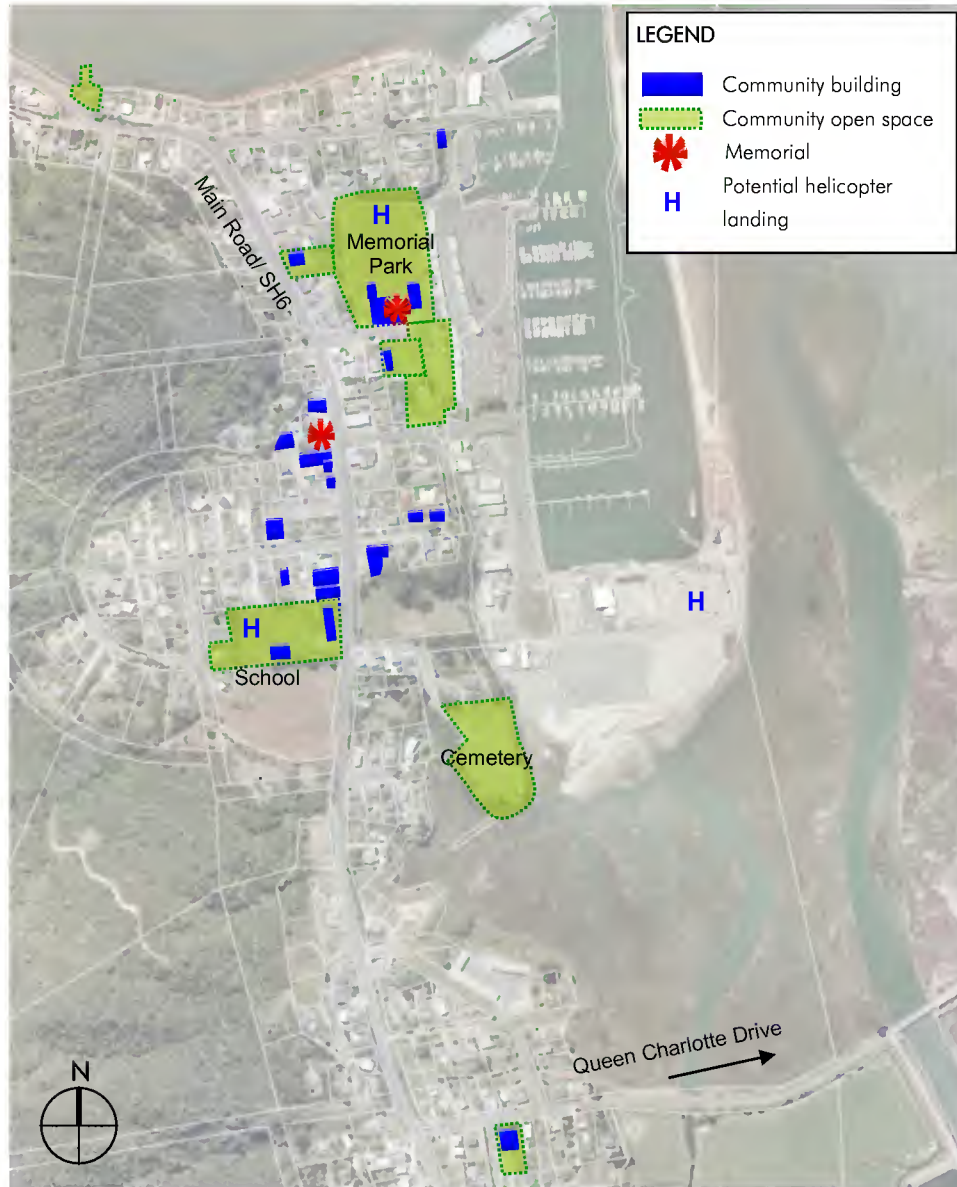 LEGEND
Community building
Community open space
Memorial
H Potential helicopter
landing
Main Road/ SH6
H
Memorial
Park
H
H
School
Cemetery
Queen Charlotte Drive
N